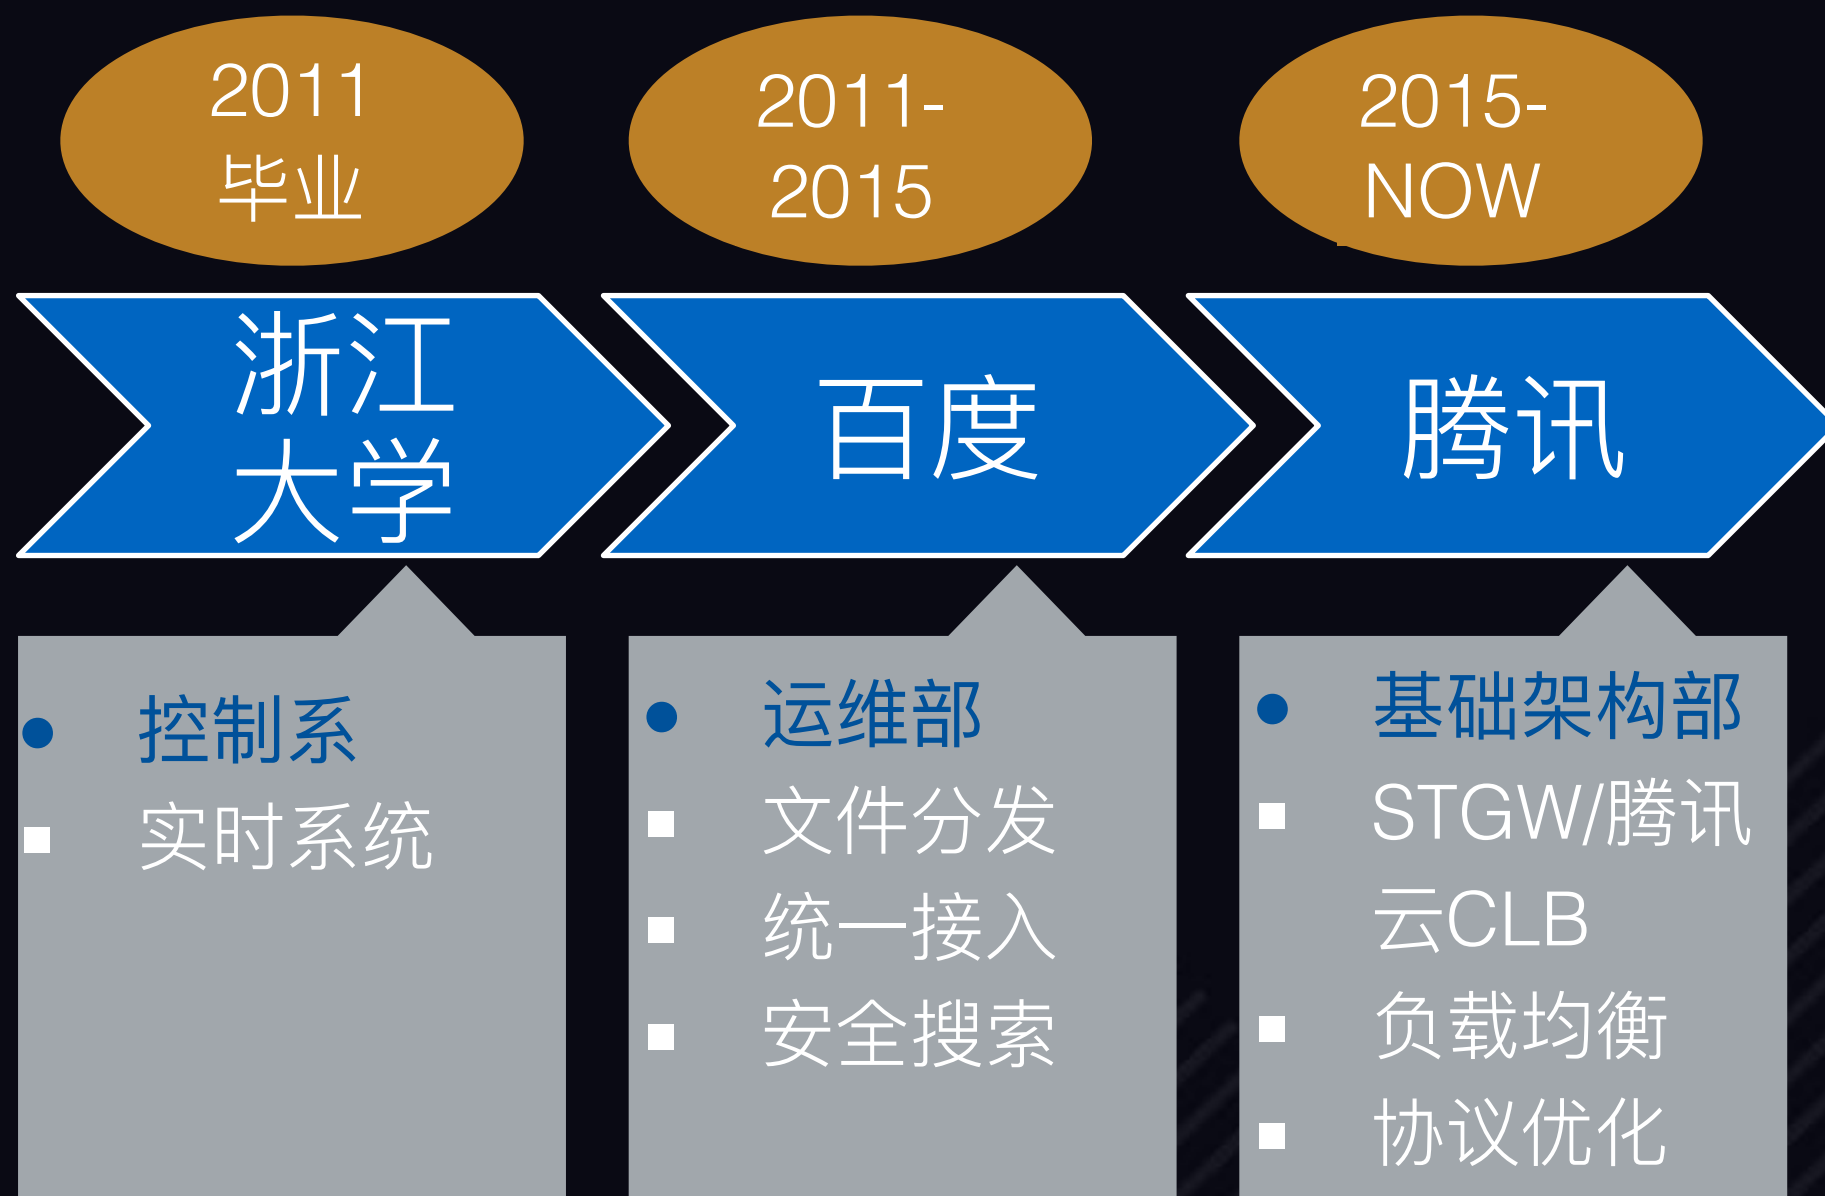 2011
毕业
2011-
2015
2015-
NOW
浙江
大学
百度
腾讯
控制系
实时系统
运维部
文件分发
统一接入
安全搜索
基础架构部
STGW/腾讯
云CLB
负载均衡
协议优化